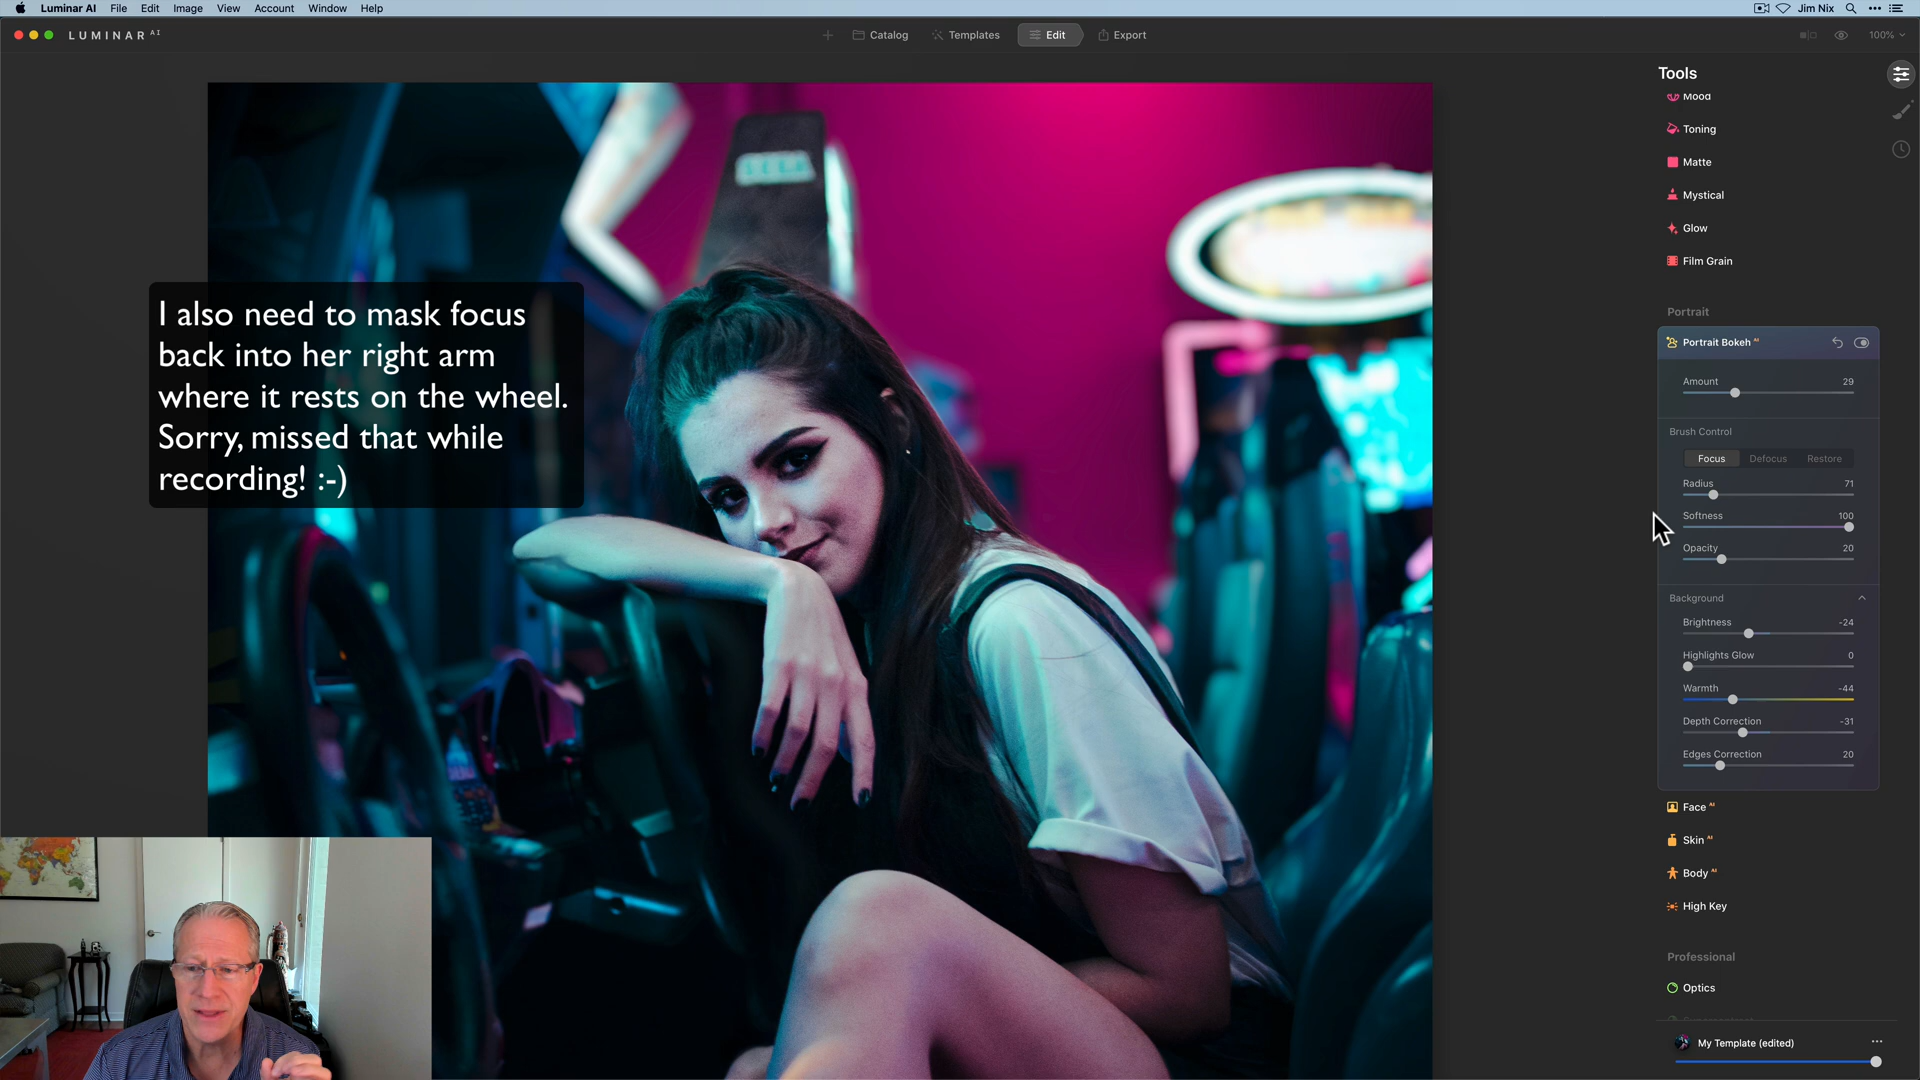 Luminar AI File Edit Image View Account Window Help
Jim Nix
LUMINAR AI
Catalog Templates Edit Export
100%
Tools
Mood
Toning
Matte
Mystical
Glow
Film Grain
Portrait
Portrait Bokeh AI
Amount 29
Brush Control
Focus Defocus Restore
Radius 71
Softness 100
Opacity 20
Background
Brightness -24
Highlights Glow 0
Warmth -44
Depth Correction -31
Edges Correction 20
Face AI
Skin AI
Body AI
High Key
Professional
Optics
My Template (edited)
SEGA
I also need to mask focus
back into her right arm
where it rests on the wheel.
Sorry, missed that while
recording! :-)